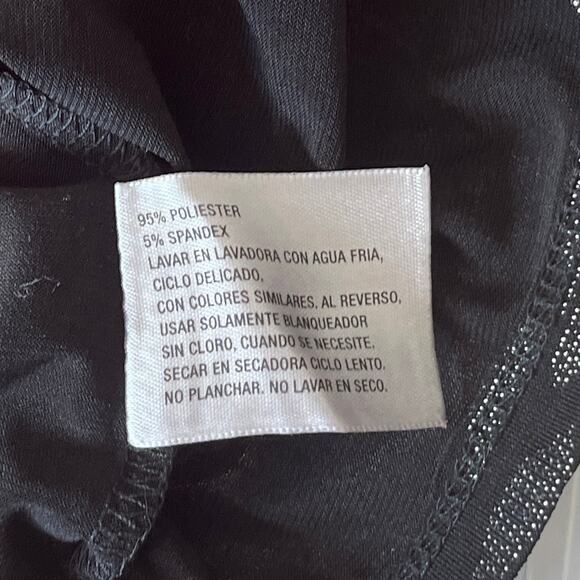 95% POLIESTER
5% SPANDEX
LAVAR EN LAVADORA CON AGUA FRIA,
CICLO DELICADO,
CON COLORES SIMILARES, AL REVERSO,
USAR SOLAMENTE BLANQUEADOR
SIN CLORO, CUANDO SE NECESITE.
SECAR EN SECADORA CICLO LENTO.
NO PLANCHAR. NO LAVAR EN SECO.